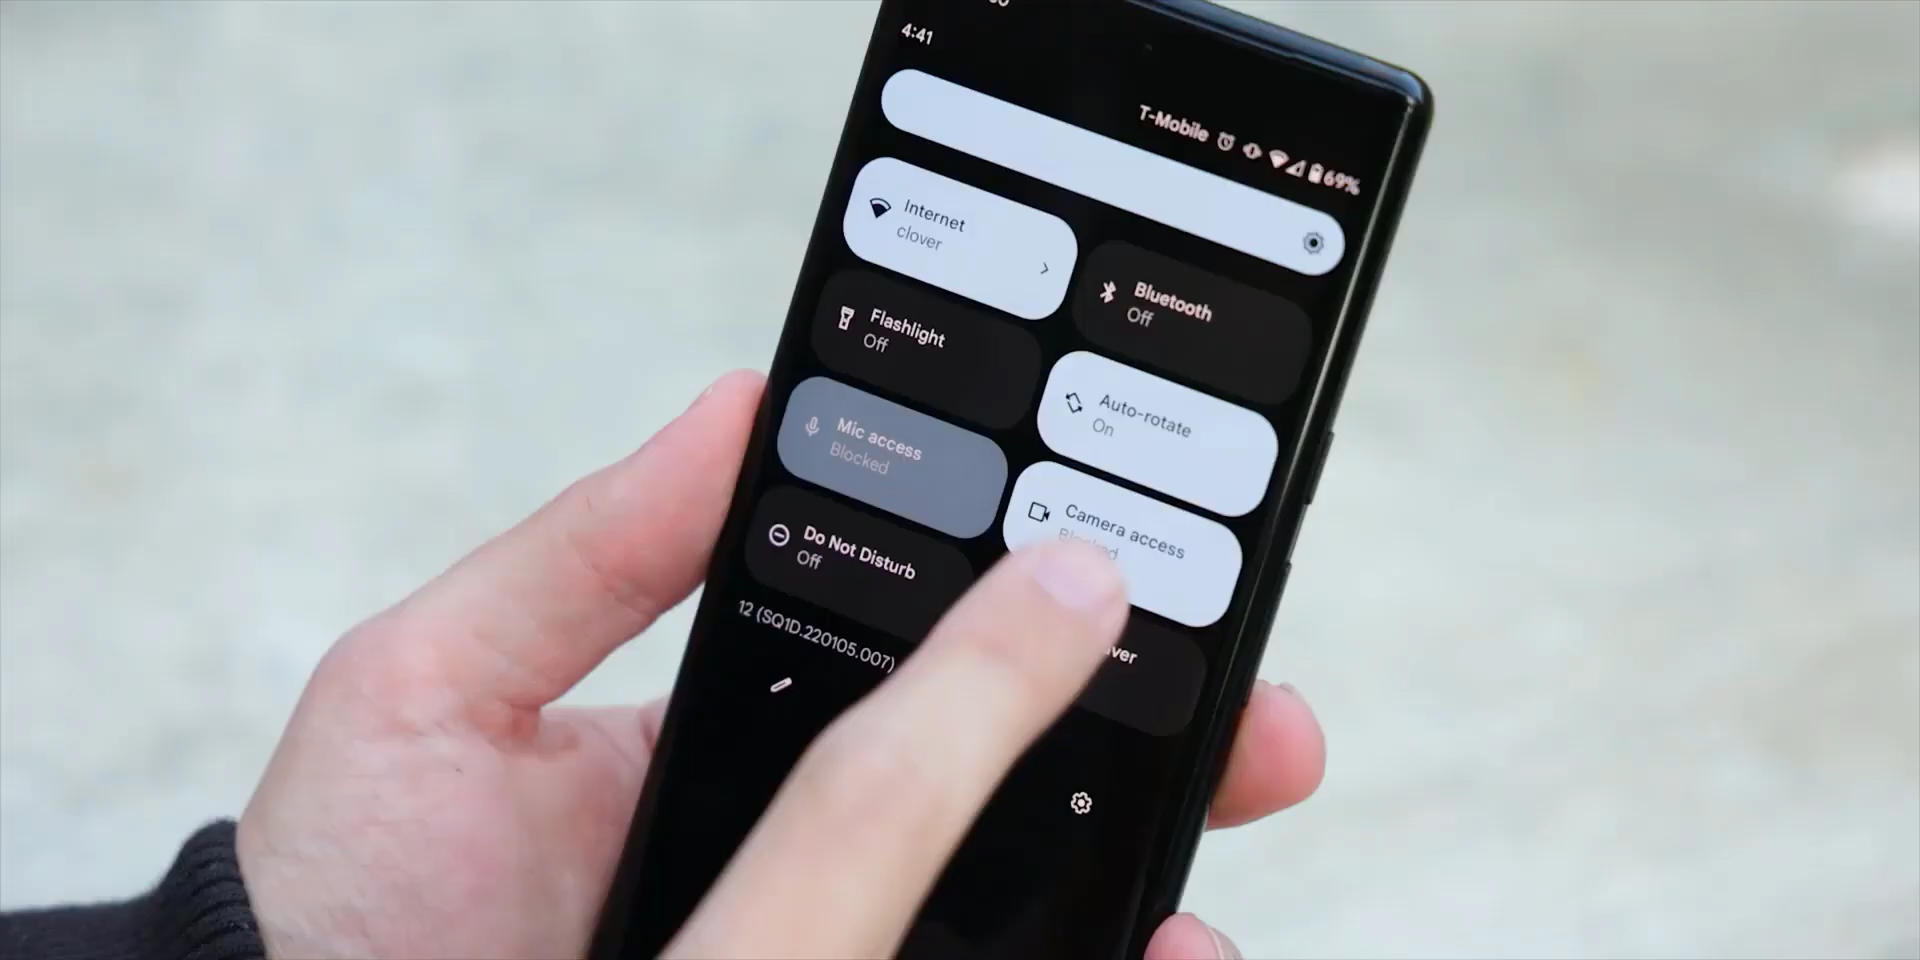 4:41
T-Mobile 69%
Internet
clover
Bluetooth
Off
Flashlight
Off
Auto-rotate
On
Mic access
Blocked
Camera access
Blocked
Do Not Disturb
Off
12 (SQ1D.220105.007)